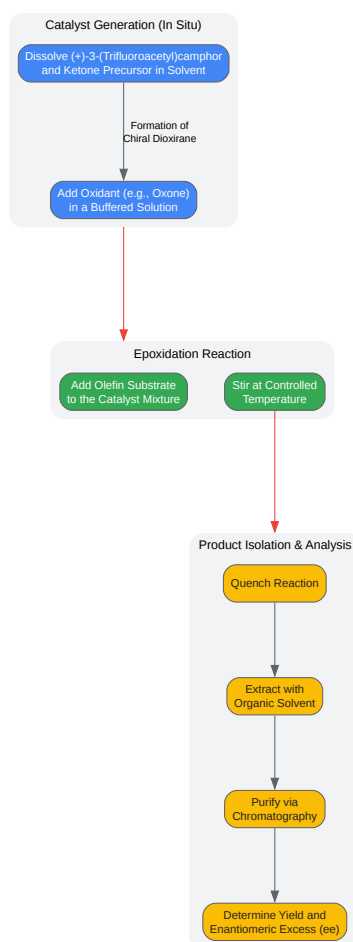 Catalyst Generation (In Situ)
Dissolve (+)-3-(Trifluoroacetyl)camphor
and Ketone Precursor in Solvent
Formation of
Chiral Dioxirane
Add Oxidant (e.g., Oxone)
in a Buffered Solution
Epoxidation Reaction
Add Olefin Substrate
to the Catalyst Mixture
Stir at Controlled
Temperature
Product Isolation & Analysis
Quench Reaction
Extract with
Organic Solvent
Purify via
Chromatography
Determine Yield and
Enantiomeric Excess (ee)